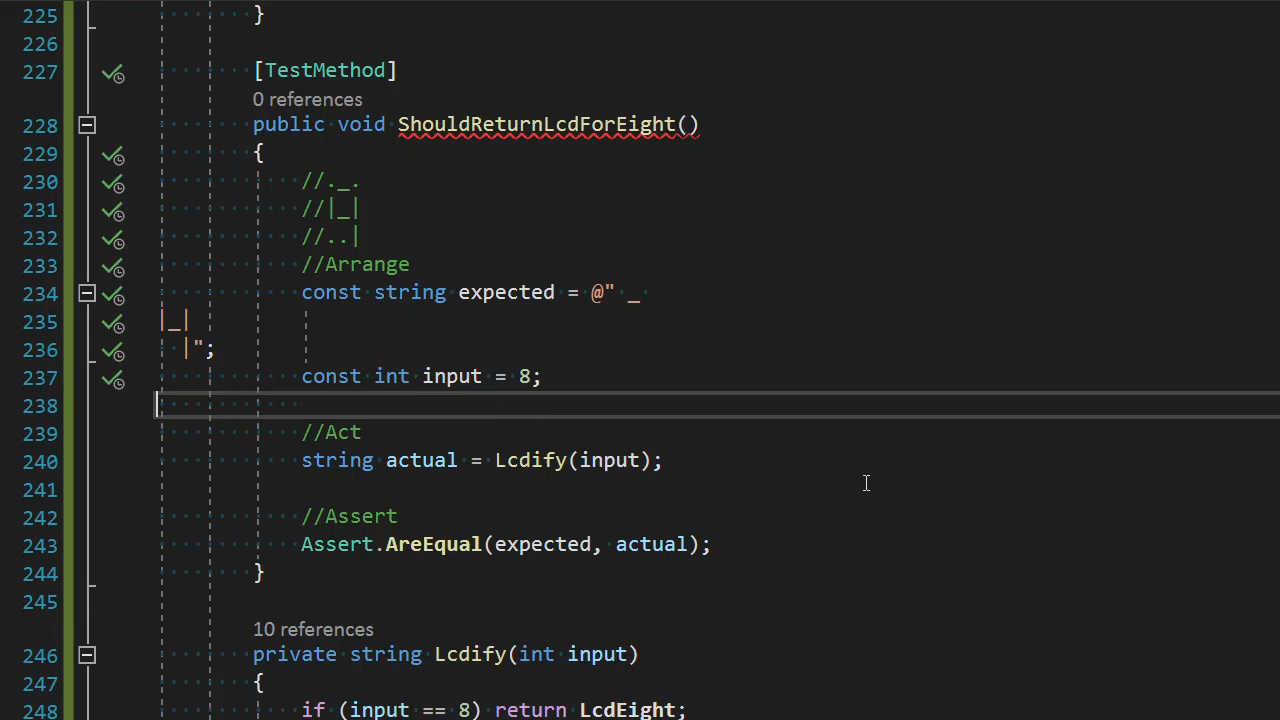 225 }
226
227 [TestMethod]
0 references
228 public void ShouldReturnLcdForEight()
229 {
230 //._.
231 //|_|
232 //..|
233 //Arrange
234 const string expected = @" _ 
235 |_|
236   |";
237 const int input = 8;
238
239 //Act
240 string actual = Lcdify(input);
241
242 //Assert
243 Assert.AreEqual(expected, actual);
244 }
245
10 references
246 private string Lcdify(int input)
247 {
248 if (input == 8) return LcdEight;